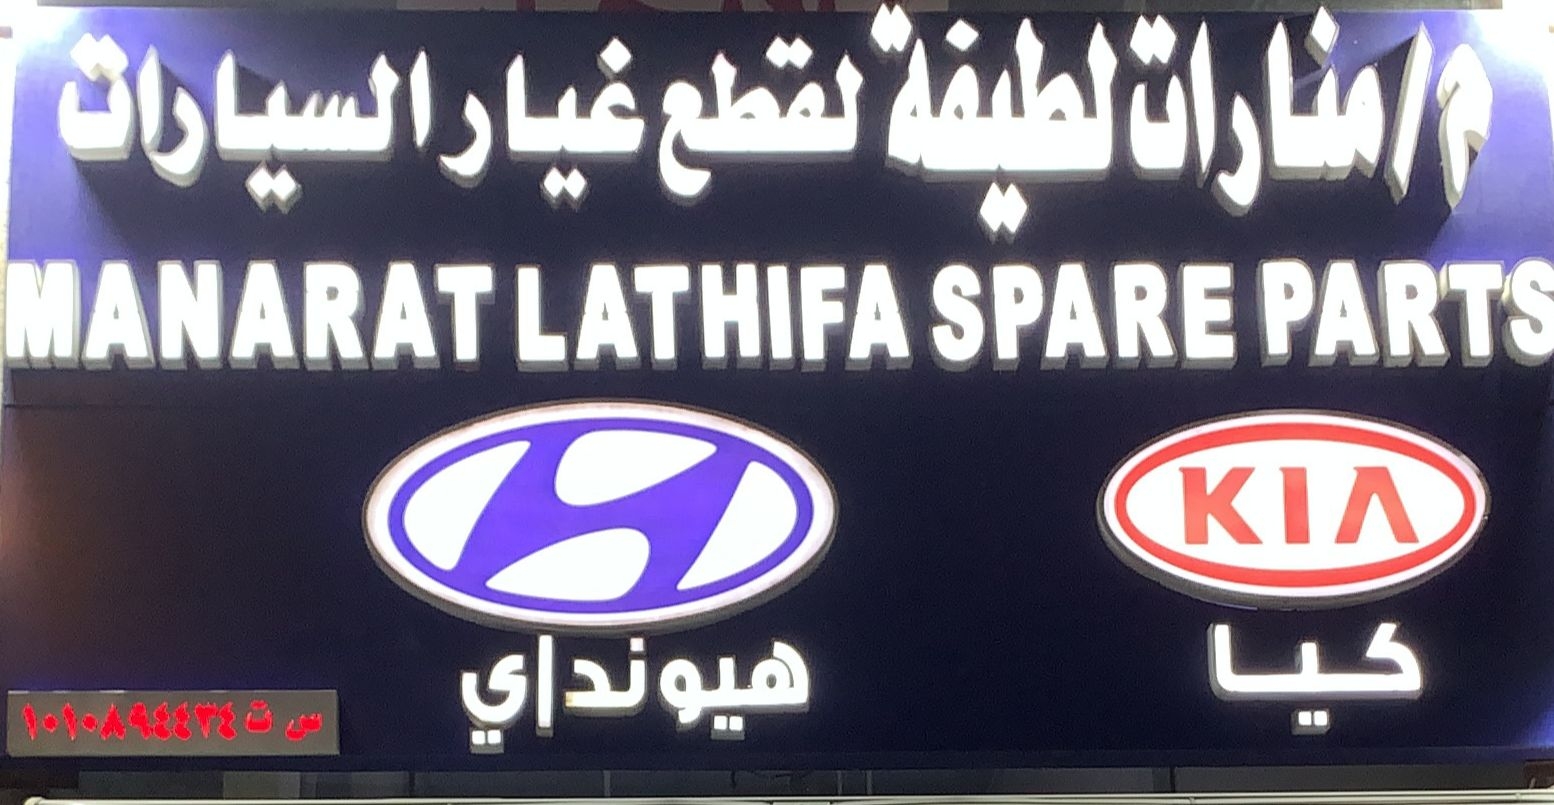 م/منارات لطيفة لقطع غيار السيارات
MANARAT LATHIFA SPARE PARTS
KIA
هيونداي
كيا
س ت ١٠١٠٨٩٤٤٣٤